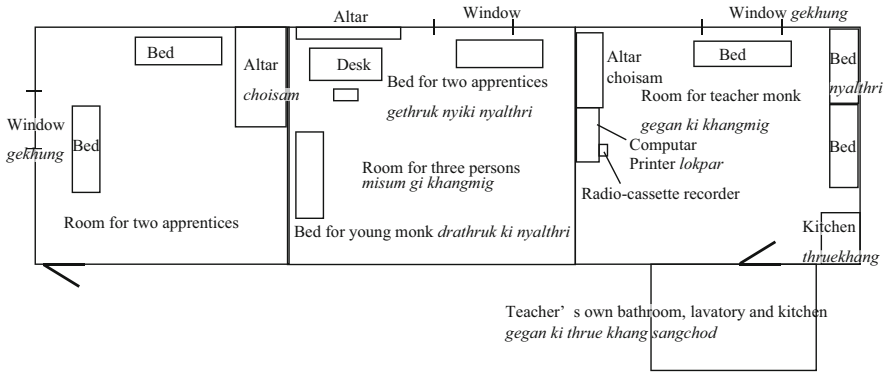 Altar
Window
Window gekhung
Bed
Altar
choisam
Desk
Bed for two apprentices
gethruk nyiki nyalthri
Altar
choisam
Bed
Room for teacher monk
gegan ki khangmig
Bed
nyalthri
Window
gekhung
Bed
Room for two apprentices
Room for three persons
misum gi khangmig
Bed for young monk drathruk ki nyalthri
Computar
Printer lokpar
Radio-cassette recorder
Bed
Kitchen
thruekhang
Teacher’ s own bathroom, lavatory and kitchen
gegan ki thrue khang sangchod